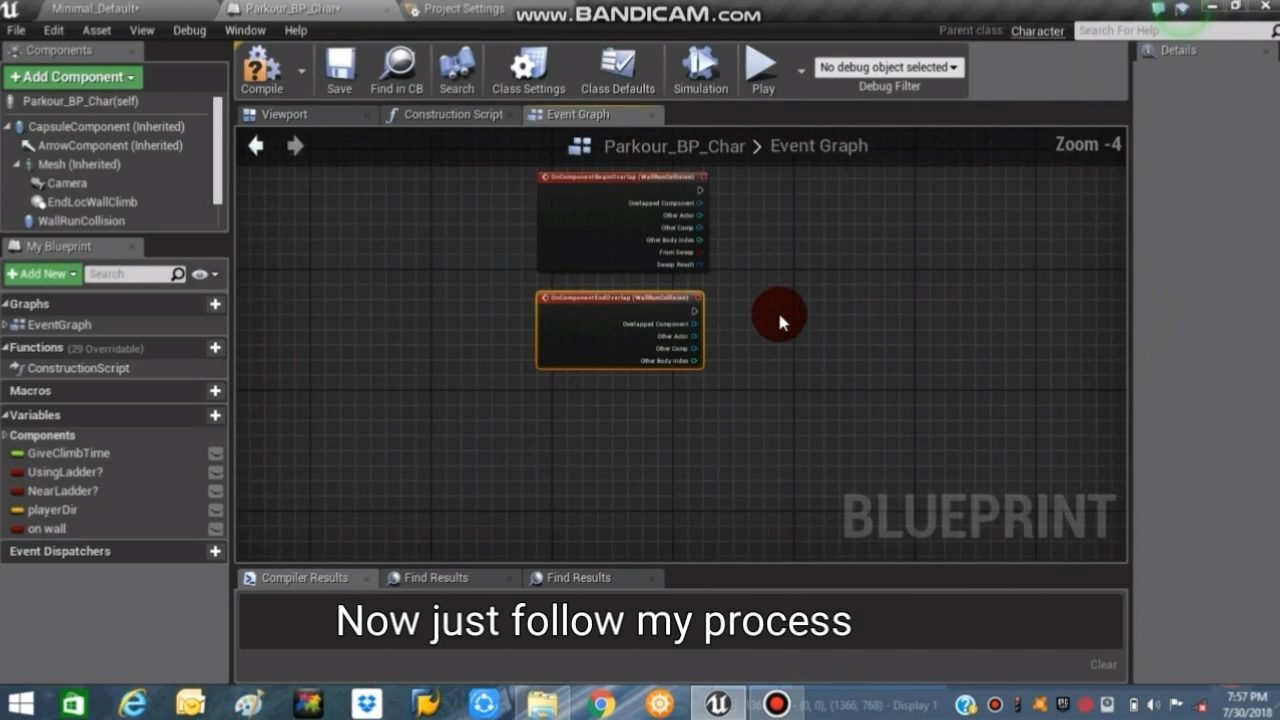 Minimal_Default*
Parkour_BP_Char*
Project Settings
www.BANDICAM.com
File Edit Asset View Debug Window Help
Parent class: Character
Search For Help
Components
Details
+Add Component
Compile
Save
Find in CB
Search
Class Settings
Class Defaults
Simulation
Play
No debug object selected
Debug Filter
Parkour_BP_Char(self)
CapsuleComponent (Inherited)
ArrowComponent (Inherited)
Mesh (Inherited)
Camera
EndLocWallClimb
WallRunCollision
Viewport
Construction Script
Event Graph
Parkour_BP_Char > Event Graph
Zoom -4
OnComponentBeginOverlap (WallRunCollision)
Overlapped Component
Other Actor
Other Comp
Other Body Index
From Sweep
Sweep Result
OnComponentEndOverlap (WallRunCollision)
Overlapped Component
Other Actor
Other Comp
Other Body Index
My Blueprint
+Add New
Search
Graphs
EventGraph
Functions (29 Overridable)
ConstructionScript
Macros
Variables
Components
GiveClimbTime
UsingLadder?
NearLadder?
playerDir
on wall
Event Dispatchers
BLUEPRINT
Compiler Results
Find Results
Find Results
Now just follow my process
Clear
(0, 0), (1366, 768) - Display 1
7:57 PM
7/30/2018